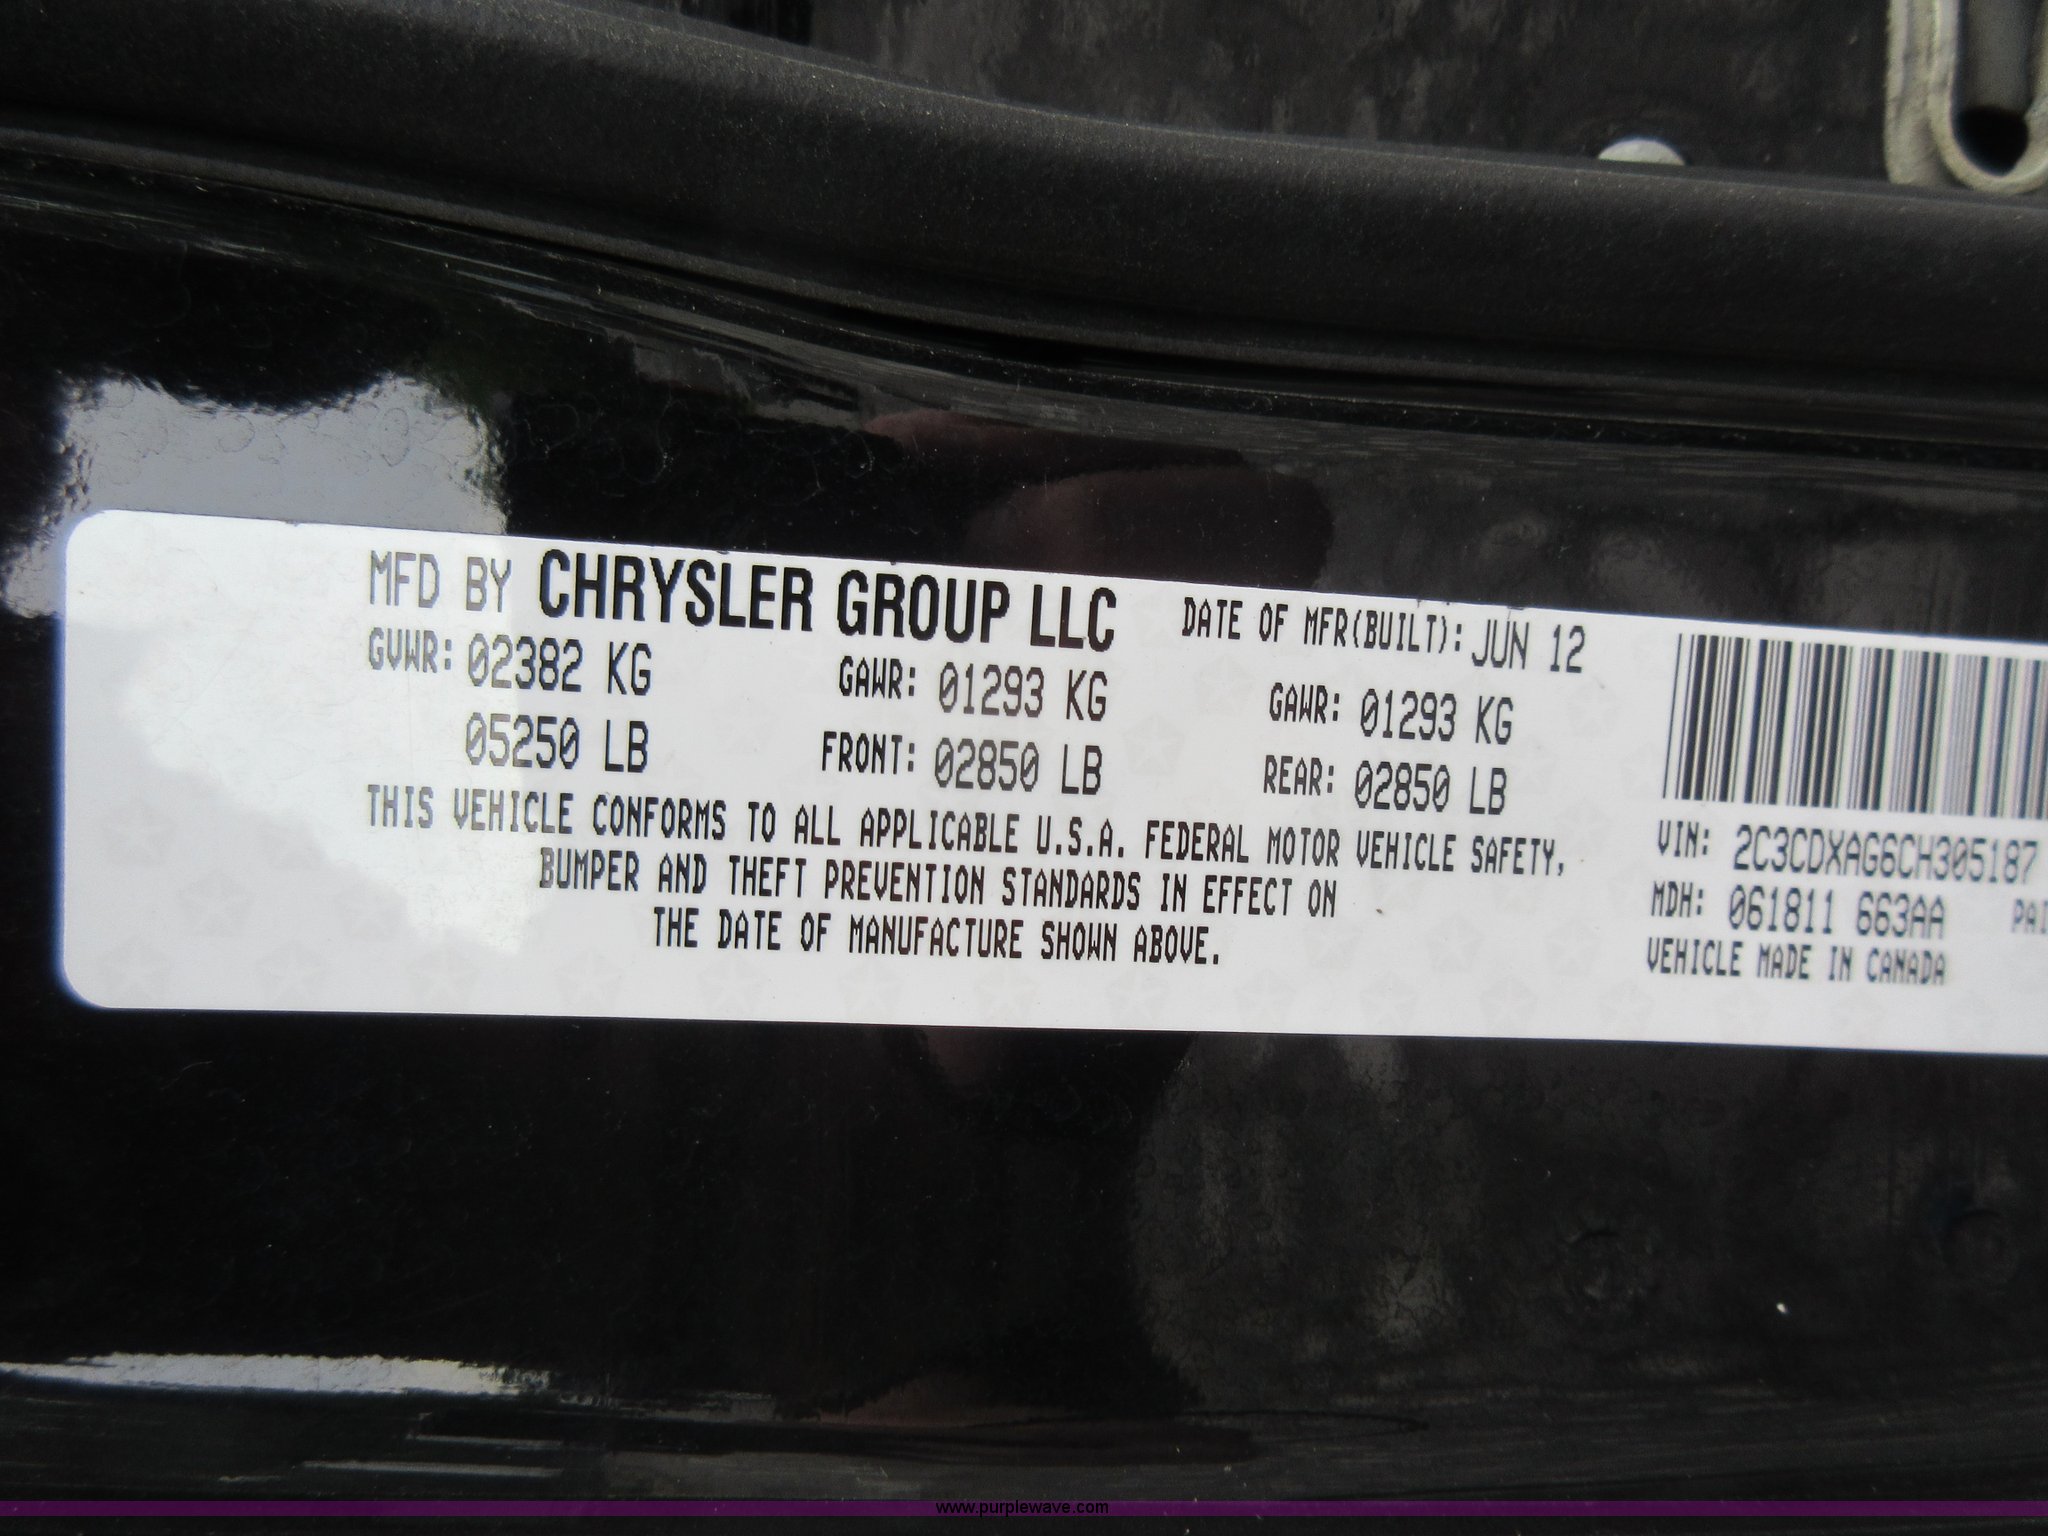 MFD BY CHRYSLER GROUP LLC DATE OF MFR(BUILT): JUN 12
GVWR: 02382 KG GAWR: 01293 KG GAWR: 01293 KG
05250 LB FRONT: 02850 LB REAR: 02850 LB
THIS VEHICLE CONFORMS TO ALL APPLICABLE U.S.A. FEDERAL MOTOR VEHICLE SAFETY,
BUMPER AND THEFT PREVENTION STANDARDS IN EFFECT ON
THE DATE OF MANUFACTURE SHOWN ABOVE.
VIN: 2C3CDXAG6CH305187
MDH: 061811 663AA PAI
VEHICLE MADE IN CANADA
www.purplewave.com